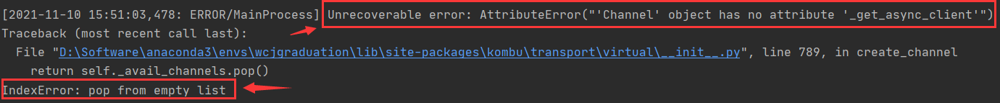 [2021-11-10 15:51:03,478: ERROR/MainProcess] Unrecoverable error: AttributeError("'Channel' object has no attribute '_get_async_client'")
Traceback (most recent call last):
  File "D:\Software\anaconda3\envs\wcjgraduation\lib\site-packages\kombu\transport\virtual\__init__.py", line 789, in create_channel
    return self._avail_channels.pop()
IndexError: pop from empty list